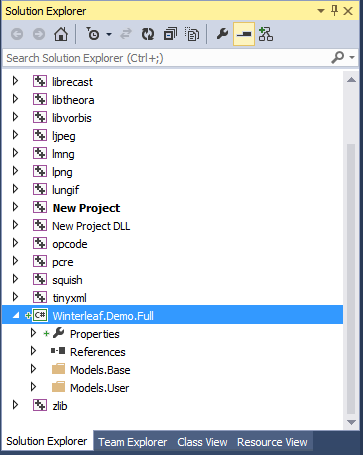 Solution Explorer
Search Solution Explorer (Ctrl+;)
librecast
libtheora
libvorbis
ljpeg
lmng
lpng
lungif
New Project
New Project DLL
opcode
pcre
squish
tinyxml
C# Winterleaf.Demo.Full
Properties
References
Models.Base
Models.User
zlib
Solution Explorer Team Explorer Class View Resource View